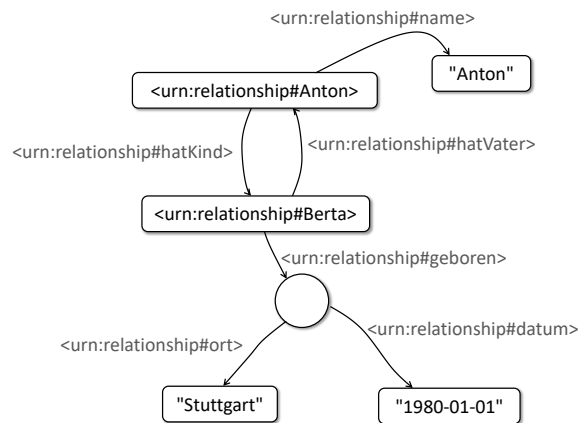 <urn:relationship#name>
"Anton"
<urn:relationship#Anton>
<urn:relationship#hatKind>
<urn:relationship#hatVater>
<urn:relationship#Berta>
<urn:relationship#geboren>
<urn:relationship#datum>
<urn:relationship#ort>
"Stuttgart"
"1980-01-01"